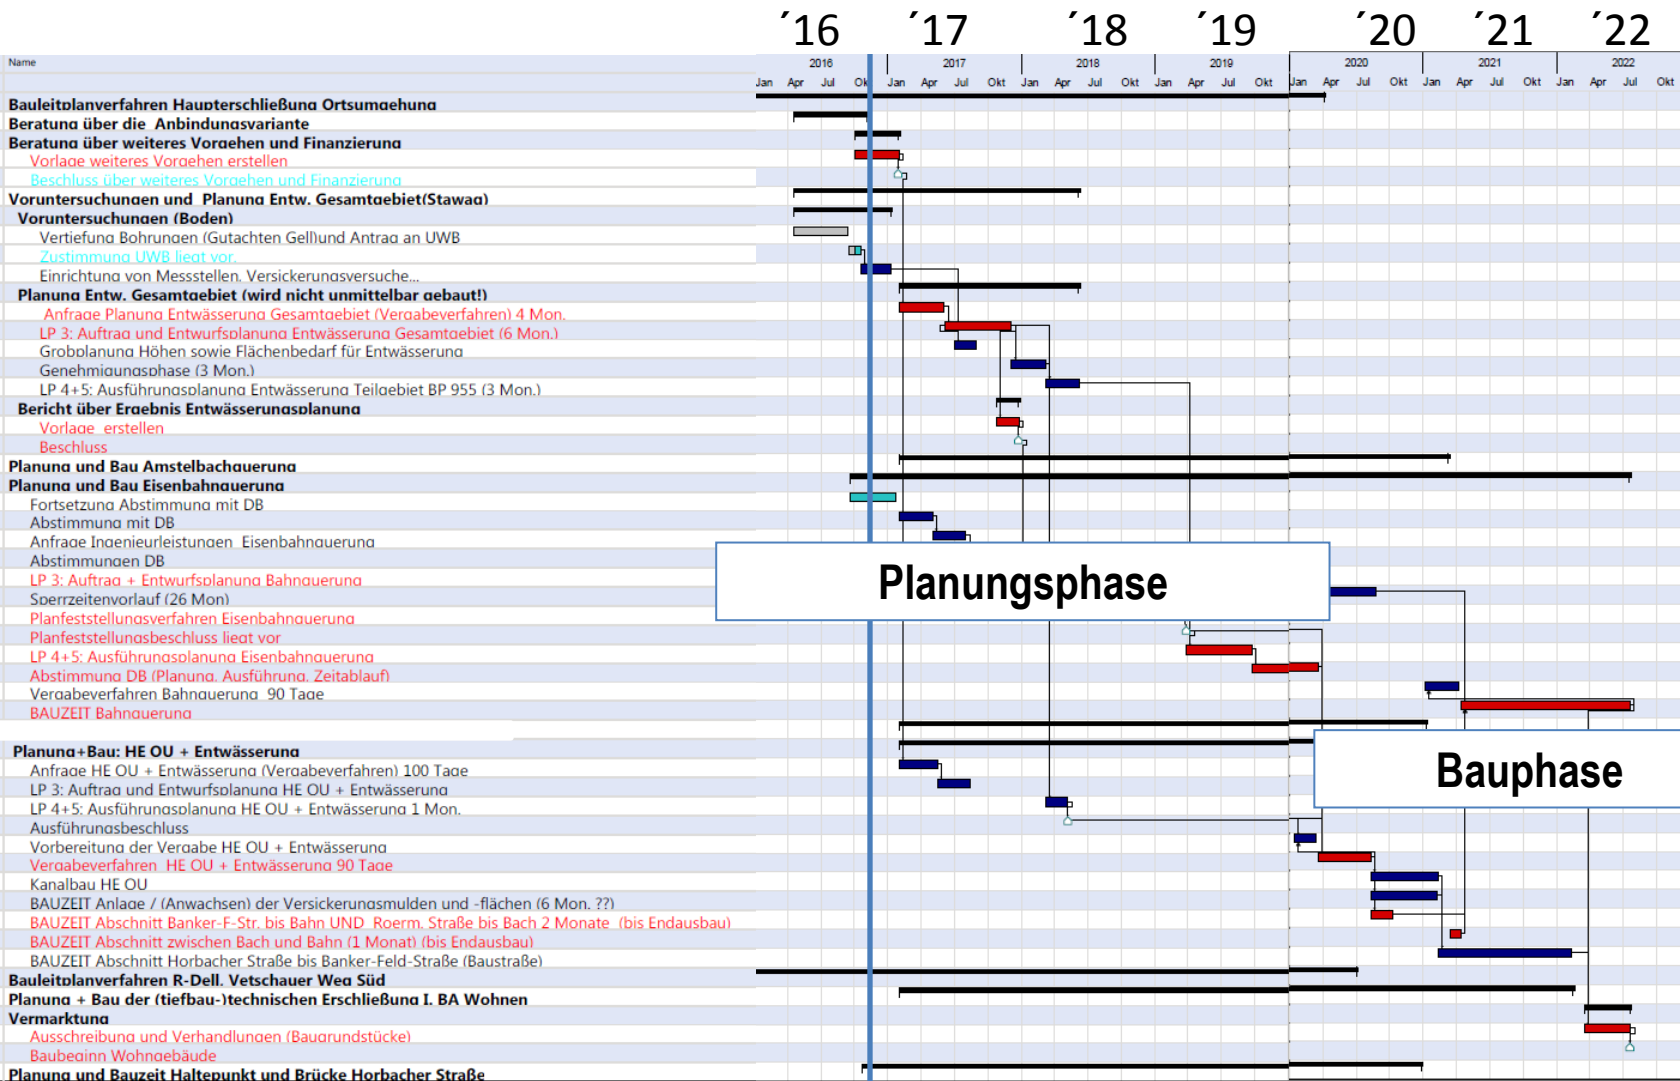 ´16 ´17 ´18 ´19 ´20 ´21 ´22
Name 2016 2017 2018 2019 2020 2021 2022
Jan Apr Jul Ok Jan Apr Jul Okt Jan Apr Jul Okt Jan Apr Jul Okt Jan Apr Jul Okt Jan Apr Jul Okt Jan Apr Jul Okt
Bauleitplanverfahren Haupterschließung Ortsumgehung
Beratung über die Anbindungsvariante
Beratung über weiteres Vorgehen und Finanzierung
Vorlage weiteres Vorgehen erstellen
Beschluss über weiteres Vorgehen und Finanzierung
Voruntersuchungen und Planung Entw. Gesamtgebiet(Stawag)
Voruntersuchungen (Boden)
Vertiefung Bohrungen (Gutachten Gell)und Antrag an UWB
Zustimmung UWB liegt vor.
Einrichtung von Messstellen, Versickerungsversuche...
Planung Entw. Gesamtgebiet (wird nicht unmittelbar gebaut!)
Anfrage Planung Entwässerung Gesamtgebiet (Vergabeverfahren) 4 Mon.
LP 3: Auftrag und Entwurfsplanung Entwässerung Gesamtgebiet (6 Mon.)
Grobplanung Höhen sowie Flächenbedarf für Entwässerung
Genehmigungsphase (3 Mon.)
LP 4+5: Ausführungsplanung Entwässerung Teilgebiet BP 955 (3 Mon.)
Bericht über Ergebnis Entwässerungsplanung
Vorlage erstellen
Beschluss
Planung und Bau Amstelbachquerung
Planung und Bau Eisenbahnquerung
Fortsetzung Abstimmung mit DB
Abstimmung mit DB
Anfrage Ingenieurleistungen Eisenbahnquerung
Abstimmungen DB
LP 3: Auftrag + Entwurfsplanung Bahnquerung
Planungsphase
Sperrzeitenvorlauf (26 Mon)
Planfeststellungsverfahren Eisenbahnquerung
Planfeststellungsbeschluss liegt vor
LP 4+5: Ausführungsplanung Eisenbahnquerung
Abstimmung DB (Planung, Ausführung, Zeitablauf)
Vergabeverfahren Bahnquerung 90 Tage
BAUZEIT Bahnquerung
Planung+Bau: HE OU + Entwässerung
Anfrage HE OU + Entwässerung (Vergabeverfahren) 100 Tage
Bauphase
LP 3: Auftrag und Entwurfsplanung HE OU + Entwässerung
LP 4+5: Ausführungsplanung HE OU + Entwässerung 1 Mon.
Ausführungsbeschluss
Vorbereitung der Vergabe HE OU + Entwässerung
Vergabeverfahren HE OU + Entwässerung 90 Tage
Kanalbau HE OU
BAUZEIT Anlage / (Anwachsen) der Versickerungsmulden und -flächen (6 Mon. ??)
BAUZEIT Abschnitt Banker-F-Str. bis Bahn UND Roerm. Straße bis Bach 2 Monate (bis Endausbau)
BAUZEIT Abschnitt zwischen Bach und Bahn (1 Monat) (bis Endausbau)
BAUZEIT Abschnitt Horbacher Straße bis Banker-Feld-Straße (Baustraße)
Bauleitplanverfahren R-Dell, Vetschauer Weg Süd
Planung + Bau der (tiefbau-)technischen Erschließung I. BA Wohnen
Vermarktung
Ausschreibung und Verhandlungen (Baugrundstücke)
Baubeginn Wohngebäude
Planung und Bauzeit Haltepunkt und Brücke Horbacher Straße